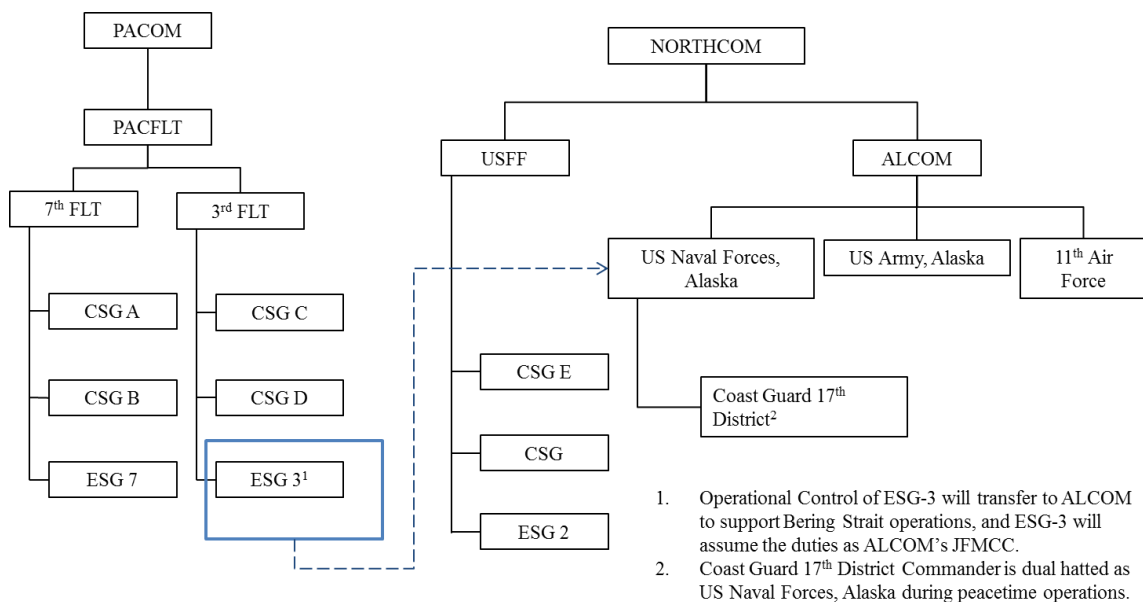 PACOM
PACFLT
7th FLT
3rd FLT
CSG A
CSG C
CSG B
CSG D
ESG 7
ESG 3¹
NORTHCOM
USFF
ALCOM
US Naval Forces,
Alaska
US Army, Alaska
11th Air
Force
CSG E
CSG
ESG 2
Coast Guard 17th
District²
1. Operational Control of ESG-3 will transfer to ALCOM
to support Bering Strait operations, and ESG-3 will
assume the duties as ALCOM's JFMCC.
2. Coast Guard 17th District Commander is dual hatted as
US Naval Forces, Alaska during peacetime operations.